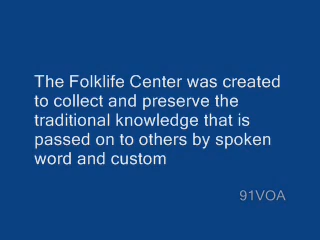 The Folklife Center was created
to collect and preserve the
traditional knowledge that is
passed on to others by spoken
word and custom
91VOA